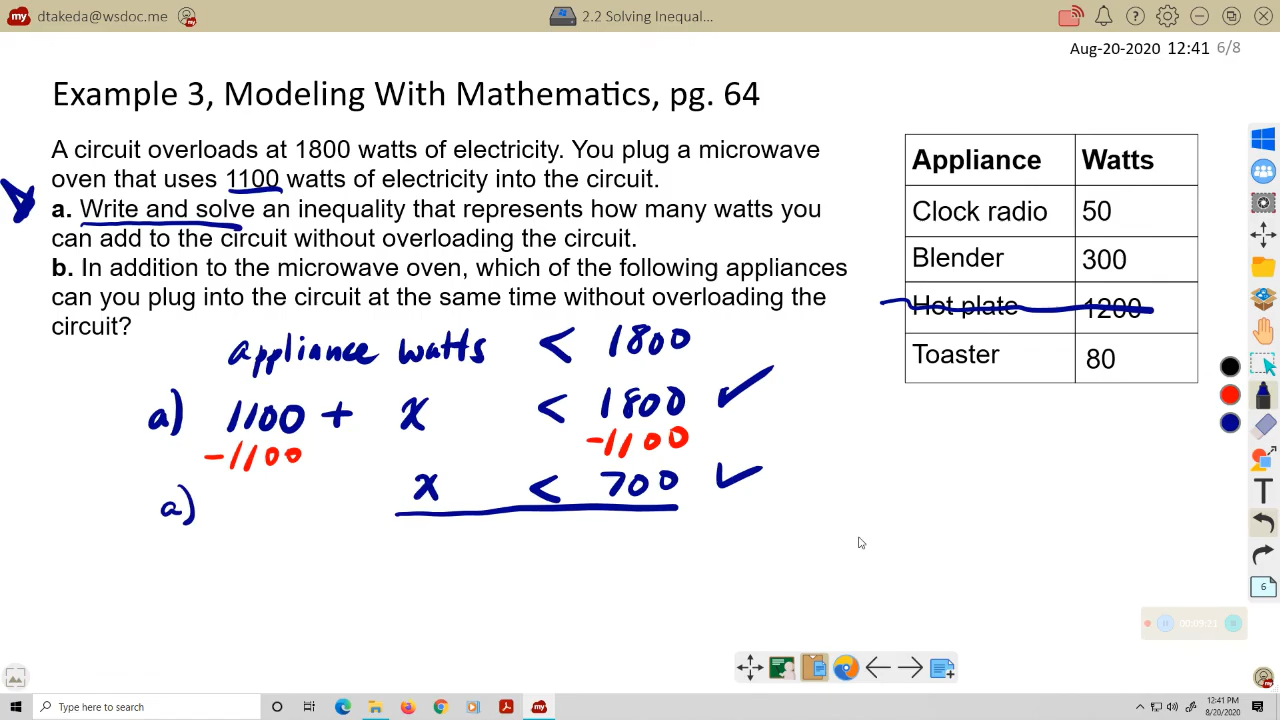 my dtakeda@wsdoc.me
2.2 Solving Inequal...
Aug-20-2020 12:41 6/8
Example 3, Modeling With Mathematics, pg. 64
A circuit overloads at 1800 watts of electricity. You plug a microwave
oven that uses 1100 watts of electricity into the circuit.
a. Write and solve an inequality that represents how many watts you
can add to the circuit without overloading the circuit.
b. In addition to the microwave oven, which of the following appliances
can you plug into the circuit at the same time without overloading the
circuit?
Appliance Watts
Clock radio 50
Blender 300
Hot plate 1200
Toaster 80
appliance watts < 1800
a) 1100 + x < 1800 ✓
-1100 -1100
x < 700 ✓
a)
T
6
00:09:21
Type here to search
my
12:41 PM
8/20/2020